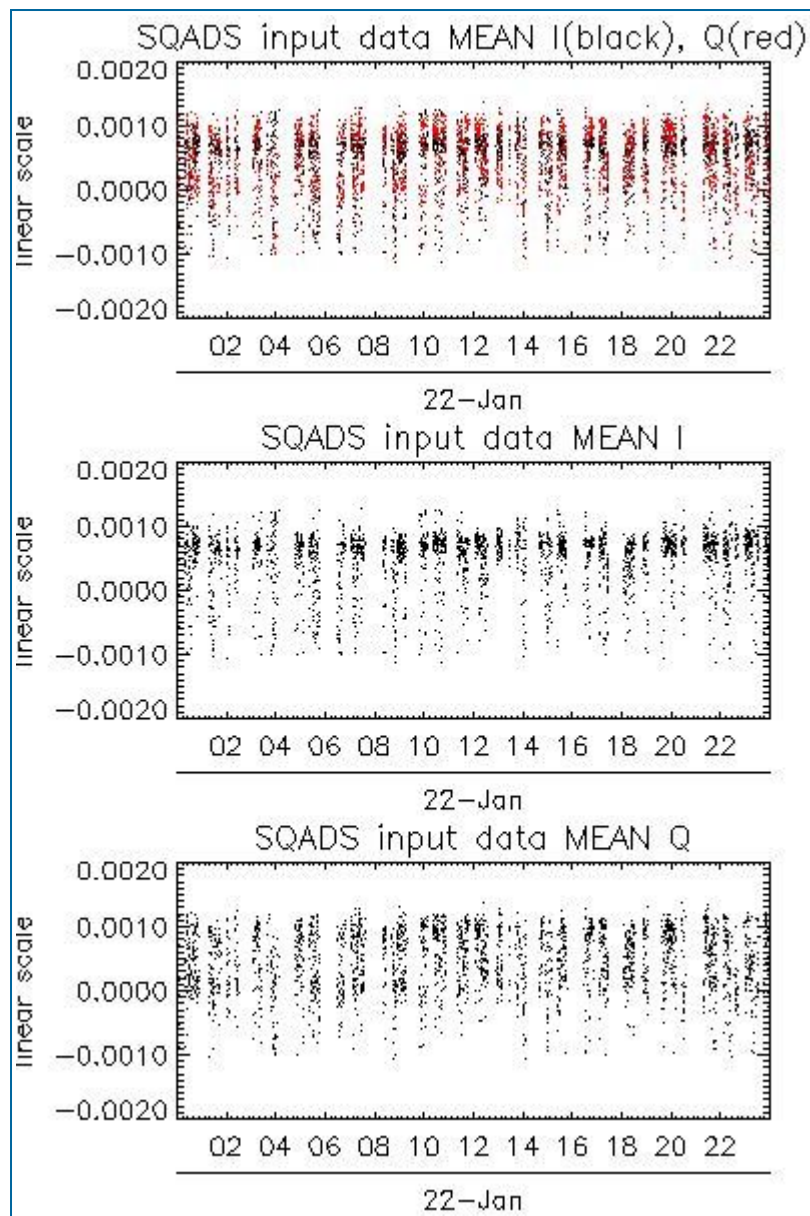 SQADS input data MEAN I(black), Q(red)
0.0020
0.0010
0.0000
−0.0010
−0.0020
linear scale
02 04 06 08 10 12 14 16 18 20 22
22-Jan
SQADS input data MEAN I
0.0020
0.0010
0.0000
−0.0010
−0.0020
linear scale
02 04 06 08 10 12 14 16 18 20 22
22-Jan
SQADS input data MEAN Q
0.0020
0.0010
0.0000
−0.0010
−0.0020
linear scale
02 04 06 08 10 12 14 16 18 20 22
22-Jan